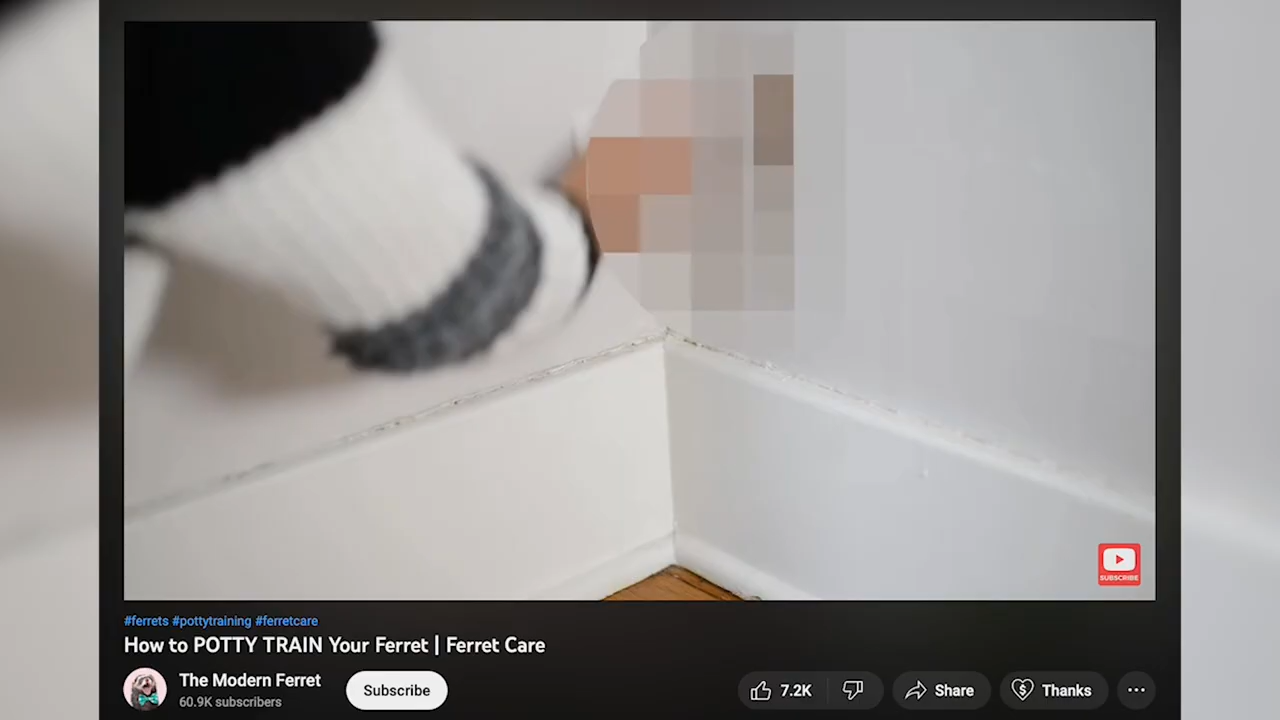 SUBSCRIBE
#ferrets #pottytraining #ferretcare
How to POTTY TRAIN Your Ferret | Ferret Care
The Modern Ferret
60.9K subscribers
Subscribe
7.2K
Share
Thanks